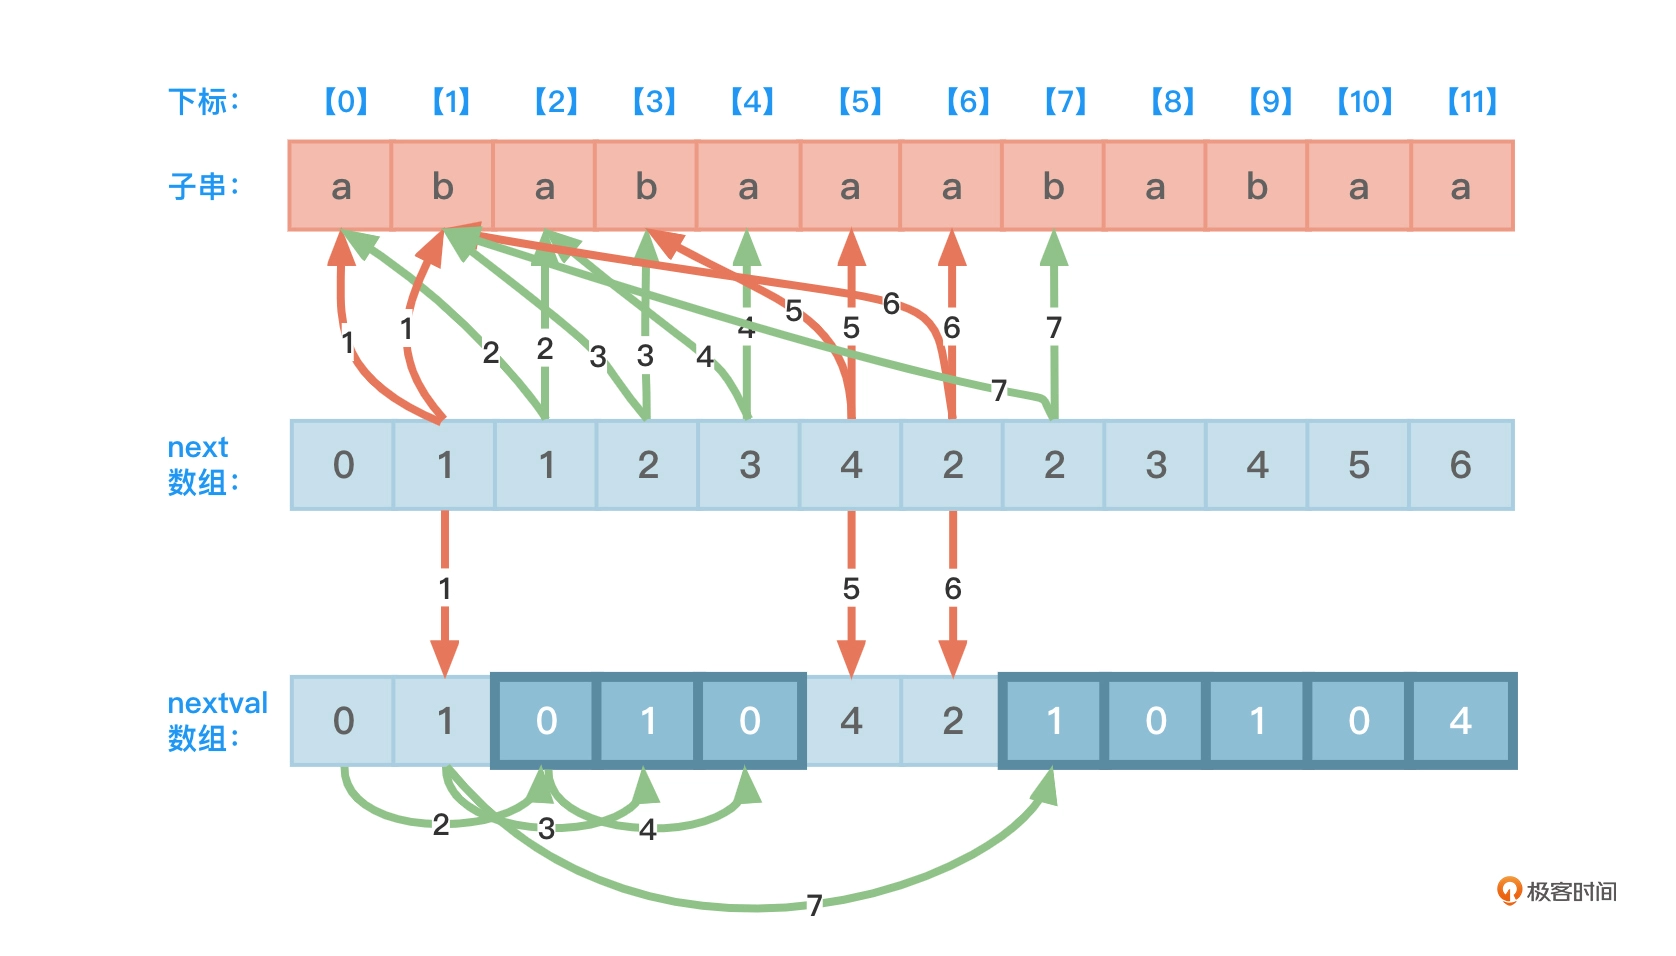 下标： 【0】 【1】 【2】 【3】 【4】 【5】 【6】 【7】 【8】 【9】 【10】 【11】
子串： a b a b a a a b a b a a
1 1 2 2 3 3 4 4 5 5 6 6 7 7
next
数组： 0 1 1 2 3 4 2 2 3 4 5 6
1 5 6
nextval
数组： 0 1 0 1 0 4 2 1 0 1 0 4
2 3 4
7
极客时间